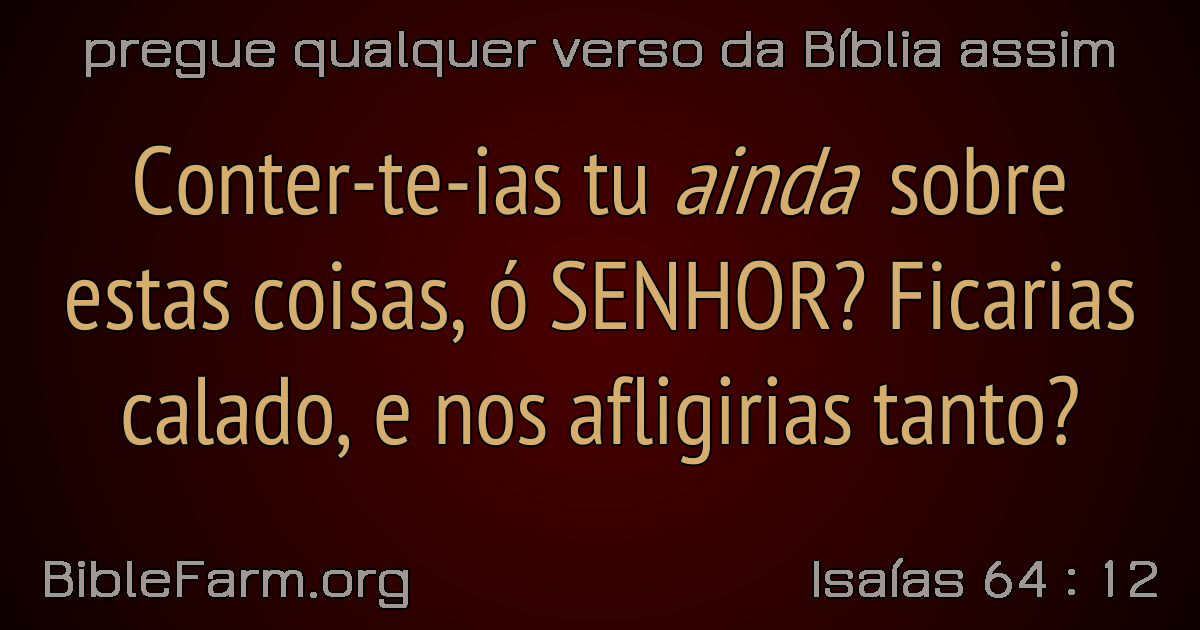 pregue qualquer verso da Bíblia assim
Conter-te-ias tu ainda sobre
estas coisas, ó SENHOR? Ficarias
calado, e nos afligirias tanto?
BibleFarm.org
Isaías 64 : 12